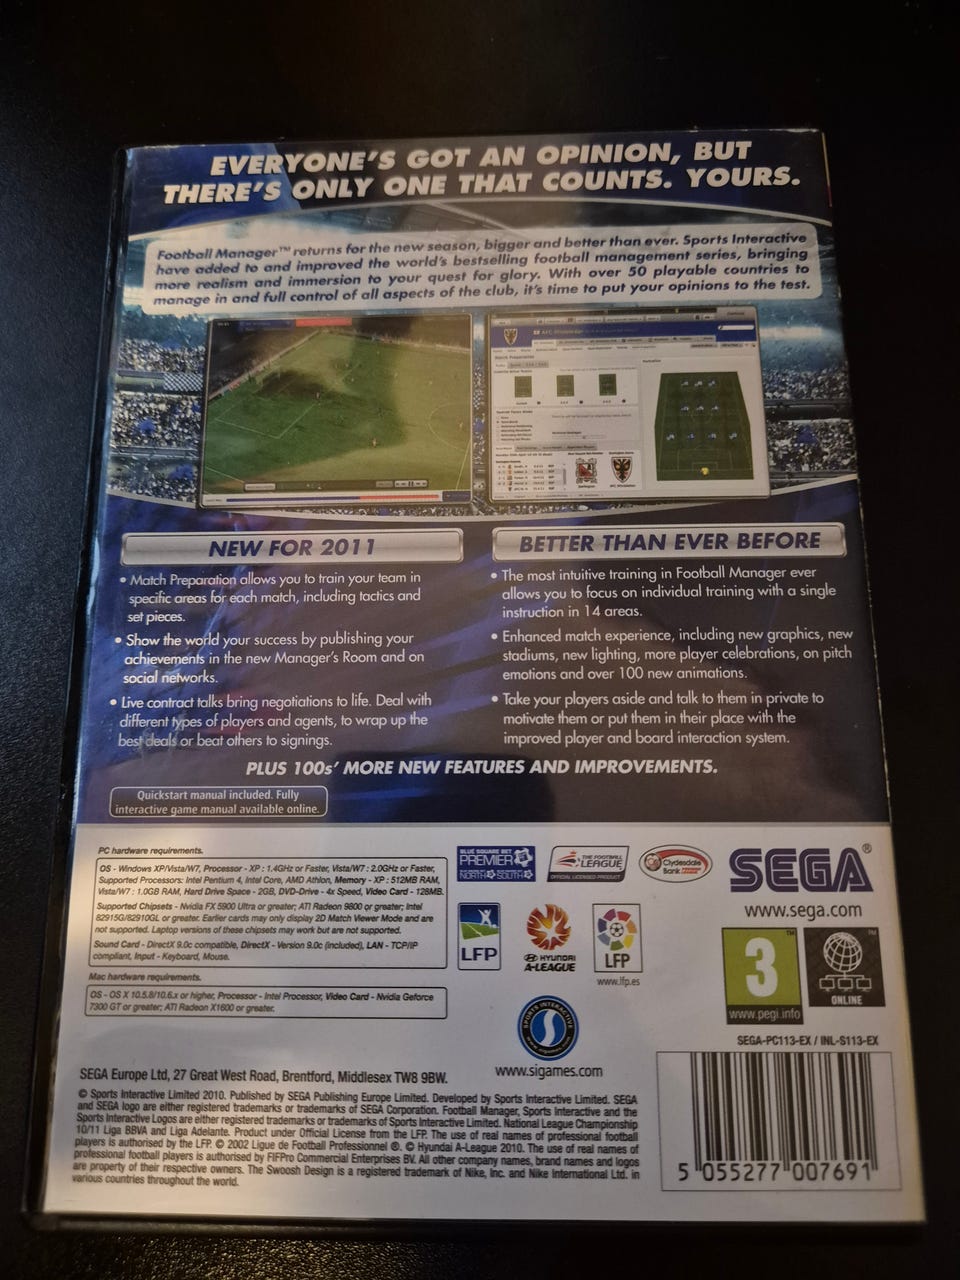 EVERYONE'S GOT AN OPINION, BUT
THERE'S ONLY ONE THAT COUNTS. YOURS.
Football Manager™ returns for the new season, bigger and better than ever. Sports Interactive
have added to and improved the world's bestselling football management series, bringing
more realism and immersion to your quest for glory. With over 50 playable countries to
manage in and full control of all aspects of the club, it's time to put your opinions to the test.
NEW FOR 2011
• Match Preparation allows you to train your team in
specific areas for each match, including tactics and
set pieces.
• Show the world your success by publishing your
achievements in the new Manager's Room and on
social networks.
• Live contract talks bring negotiations to life. Deal with
different types of players and agents, to wrap up the
best deals or beat others to signings.
BETTER THAN EVER BEFORE
• The most intuitive training in Football Manager ever
allows you to focus on individual training with a single
instruction in 14 areas.
• Enhanced match experience, including new graphics, new
stadiums, new lighting, more player celebrations, on pitch
emotions and over 100 new animations.
• Take your players aside and talk to them in private to
motivate them or put them in their place with the
improved player and board interaction system.
PLUS 100s' MORE NEW FEATURES AND IMPROVEMENTS.
Quickstart manual included. Fully
interactive game manual available online.
PC hardware requirements.
OS - Windows XP/Vista/W7, Processor - XP : 1.4GHz or Faster, Vista/W7 : 2.0GHz or Faster,
Supported Processors: Intel Pentium 4, Intel Core, AMD Athlon, Memory - XP : 512MB RAM,
Vista/W7 : 1.0GB RAM, Hard Drive Space - 2GB, DVD-Drive - 4x Speed, Video Card - 128MB.
Supported Chipsets - Nvidia FX 5900 Ultra or greater; ATI Radeon 9800 or greater; Intel
82915G/82910GL or greater. Earlier cards may only display 2D Match Viewer Mode and are
not supported. Laptop versions of these chipsets may work but are not supported.
Sound Card - DirectX 9.0c compatible, DirectX - Version 9.0c (included), LAN - TCP/IP
compliant, Input - Keyboard, Mouse.
Mac hardware requirements.
OS - OS X 10.5.8/10.6.x or higher, Processor - Intel Processor, Video Card - Nvidia Geforce
7300 GT or greater; ATI Radeon X1600 or greater.
BLUE SQUARE BET
PREMIER
NORTH SOUTH
THE FOOTBALL
LEAGUE
OFFICIAL LICENSED PRODUCT
Clydesdale
Bank
LFP
HYUNDAI
A-LEAGUE
LFP
www.lfp.es
SEGA®
www.sega.com
3
™
www.pegi.info
ONLINE
TM
SPORTS INTERACTIVE
www.sigames.com
SEGA-PC113-EX / INL-S113-EX
SEGA Europe Ltd, 27 Great West Road, Brentford, Middlesex TW8 9BW.
© Sports Interactive Limited 2010. Published by SEGA Publishing Europe Limited. Developed by Sports Interactive Limited. SEGA
and SEGA logo are either registered trademarks or trademarks of SEGA Corporation. Football Manager, Sports Interactive and the
Sports Interactive Logos are either registered trademarks or trademarks of Sports Interactive Limited. National League Championship
10/11 Liga BBVA and Liga Adelante. Product under Official License from the LFP. The use of real names of professional football
players is authorised by the LFP. © 2002 Ligue de Football Professionnel ®. © Hyundai A-League 2010. The use of real names of
professional football players is authorised by FIFPro Commercial Enterprises BV. All other company names, brand names and logos
are property of their respective owners. The Swoosh Design is a registered trademark of Nike, Inc. and Nike International Ltd. in
various countries throughout the world.
5 055277 007691